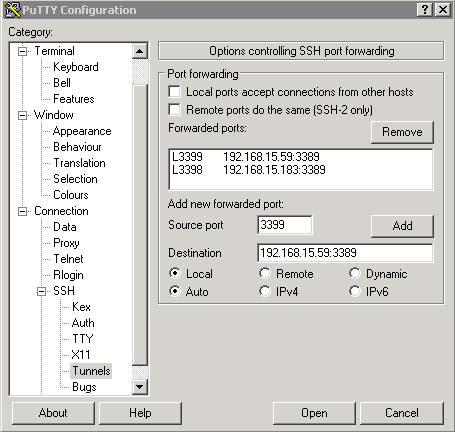 PuTTY Configuration
Category:
Terminal
Keyboard
Bell
Features
Window
Appearance
Behaviour
Translation
Selection
Colours
Connection
Data
Proxy
Telnet
Rlogin
SSH
Kex
Auth
TTY
X11
Tunnels
Bugs
Options controlling SSH port forwarding
Port forwarding
Local ports accept connections from other hosts
Remote ports do the same (SSH-2 only)
Forwarded ports:
Remove
L3399 192.168.15.59:3389
L3398 192.168.15.183:3389
Add new forwarded port:
Source port 3399 Add
Destination 192.168.15.59:3389
Local Remote Dynamic
Auto IPv4 IPv6
About Help Open Cancel